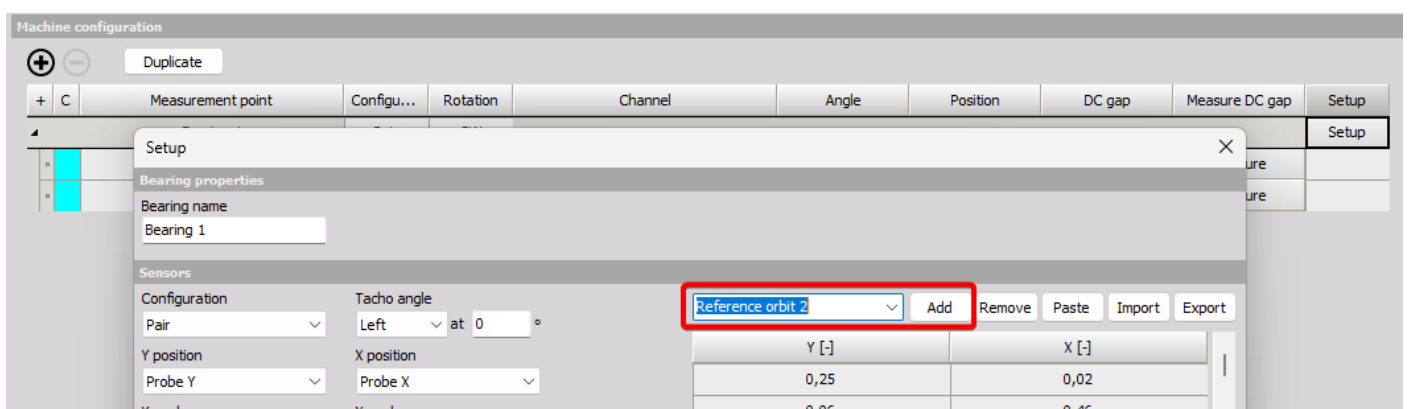 Machine configuration
Duplicate
+ C Measurement point Configu... Rotation Channel Angle Position DC gap Measure DC gap Setup
Setup
Setup
ure
Bearing properties
ure
Bearing name
Bearing 1
Sensors
Configuration Tacho angle
Reference orbit 2 Add Remove Paste Import Export
Pair Left at 0 °
Y position X position
Y [-] X [-]
Probe Y Probe X
0,25 0,02